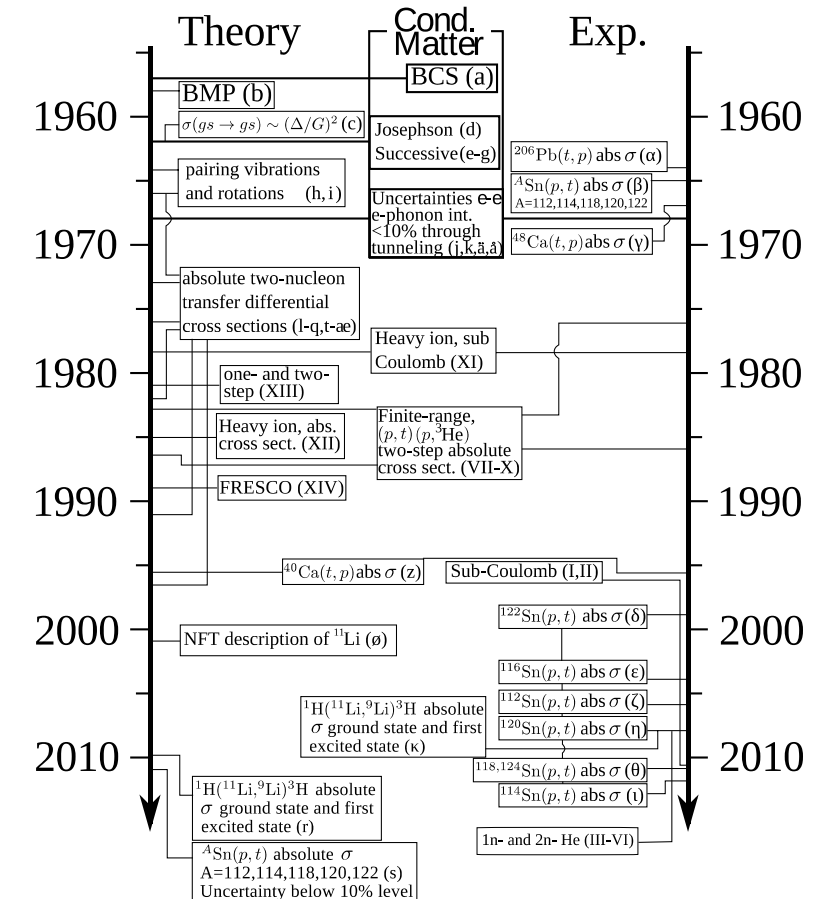 Theory
Cond.
Matter
Exp.
BCS (a)
BMP (b)
1960
1960
σ(gs → gs) ∼ (Δ/G)² (c)
Josephson (d)
Successive(e-g)
²⁰⁶Pb(t, p) abs σ (α)
pairing vibrations
and rotations (h, i)
ᴬSn(p, t) abs σ (β)
A=112,114,118,120,122
Uncertainties e-e
e-phonon int.
<10% through
tunneling (j,k,ä,å)
⁴⁸Ca(t, p) abs σ (γ)
1970
1970
absolute two-nucleon
transfer differential
cross sections (l-q,t-æ)
Heavy ion, sub
Coulomb (XI)
1980
1980
one- and two-
step (XIII)
Heavy ion, abs.
cross sect. (XII)
Finite-range,
(p, t) (p,³He)
two-step absolute
cross sect. (VII-X)
FRESCO (XIV)
1990
1990
⁴⁰Ca(t, p) abs σ (z)
Sub-Coulomb (I,II)
¹²²Sn(p, t) abs σ (δ)
2000
2000
NFT description of ¹¹Li (ø)
¹¹⁶Sn(p, t) abs σ (ε)
¹¹²Sn(p, t) abs σ (ζ)
¹²⁰Sn(p, t) abs σ (η)
¹H(¹¹Li,⁹Li)³H absolute
σ ground state and first
excited state (κ)
2010
2010
¹¹⁸,¹²⁴Sn(p, t) abs σ (θ)
¹¹⁴Sn(p, t) abs σ (ι)
¹H(¹¹Li,⁹Li)³H absolute
σ ground state and first
excited state (r)
1n- and 2n- He (III-VI)
ᴬSn(p, t) absolute σ
A=112,114,118,120,122 (s)
Uncertainty below 10% level